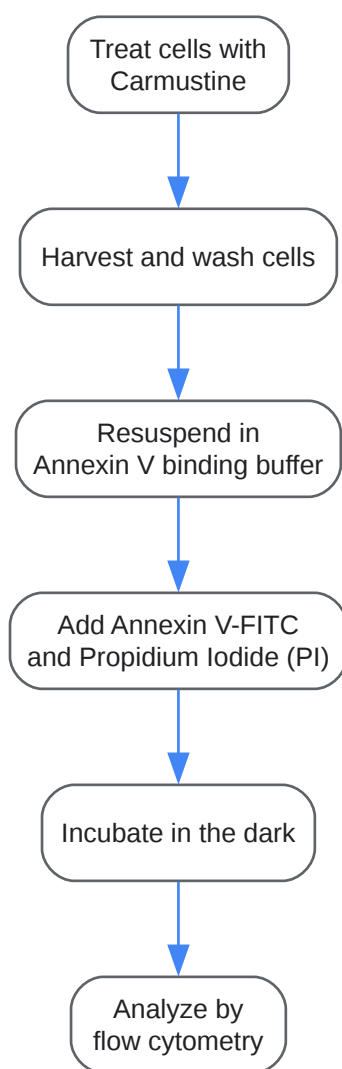 Treat cells with
Carmustine
Harvest and wash cells
Resuspend in
Annexin V binding buffer
Add Annexin V-FITC
and Propidium Iodide (PI)
Incubate in the dark
Analyze by
flow cytometry